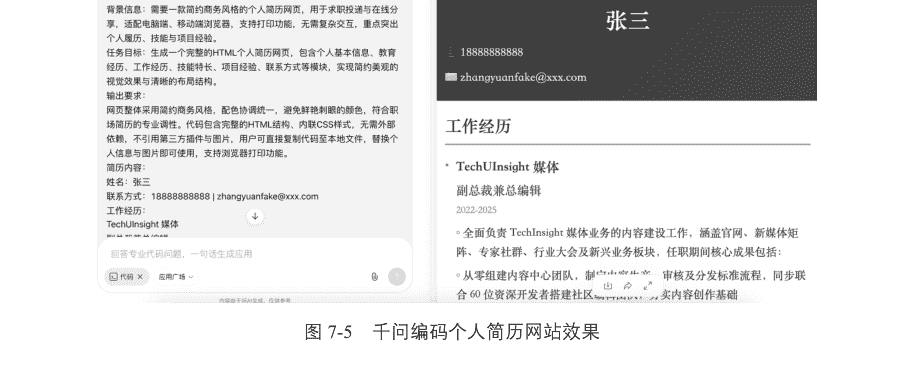 背景信息：需要一款简约商务风格的个人简历网页，用于求职投递与在线分
享，适配电脑端、移动端浏览器，支持打印功能，无需复杂交互，重点突出
个人履历、技能与项目经验。
任务目标：生成一个完整的HTML个人简历网页，包含个人基本信息、教育
经历、工作经历、技能特长、项目经验、联系方式等模块，实现简约美观的
视觉效果与清晰的布局结构。
输出要求：
网页整体采用简约商务风格，配色协调统一，避免鲜艳刺眼的颜色，符合职
场简历的专业调性。代码包含完整的HTML结构、内联CSS样式，无需外部
依赖，不引用第三方插件与图片，用户可直接复制代码至本地文件，替换个
人信息与图片即可使用，支持浏览器打印功能。
简历内容：
姓名：张三
联系方式：18888888888 | zhangyuanfake@xxx.com
工作经历：
TechUInsight 媒体
回答专业代码问题，一句话生成应用
代码
应用广场
张三
18888888888
zhangyuanfake@xxx.com
工作经历
TechUInsight 媒体
副总裁兼总编辑
2022-2025
全面负责 TechInsight 媒体业务的内容建设工作，涵盖官网、新媒体矩
阵、专家社群、行业大会及新兴业务板块，任职期间核心成果包括：
从零组建内容中心团队，制定内容生产、审核及分发标准流程，同步联
合 60 位资深开发者搭建社区编辑团队，夯实内容创作基础
图 7-5 千问编码个人简历网站效果